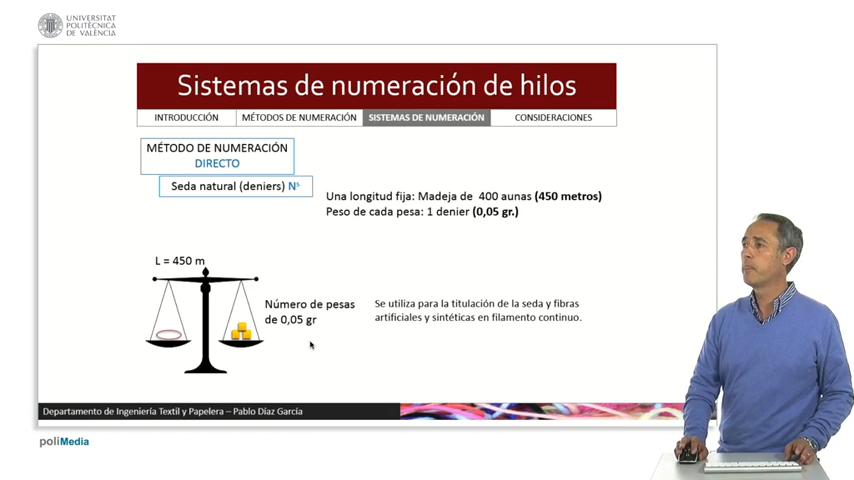 UNIVERSITAT
POLITÈCNICA
DE VALÈNCIA
Sistemas de numeración de hilos
INTRODUCCIÓN MÉTODOS DE NUMERACIÓN SISTEMAS DE NUMERACIÓN CONSIDERACIONES
MÉTODO DE NUMERACIÓN
DIRECTO
Seda natural (deniers) Nˢ
Una longitud fija: Madeja de 400 aunas (450 metros)
Peso de cada pesa: 1 denier (0,05 gr.)
L = 450 m
Número de pesas
de 0,05 gr
Se utiliza para la titulación de la seda y fibras
artificiales y sintéticas en filamento continuo.
Departamento de Ingeniería Textil y Papelera – Pablo Díaz García
poliMedia